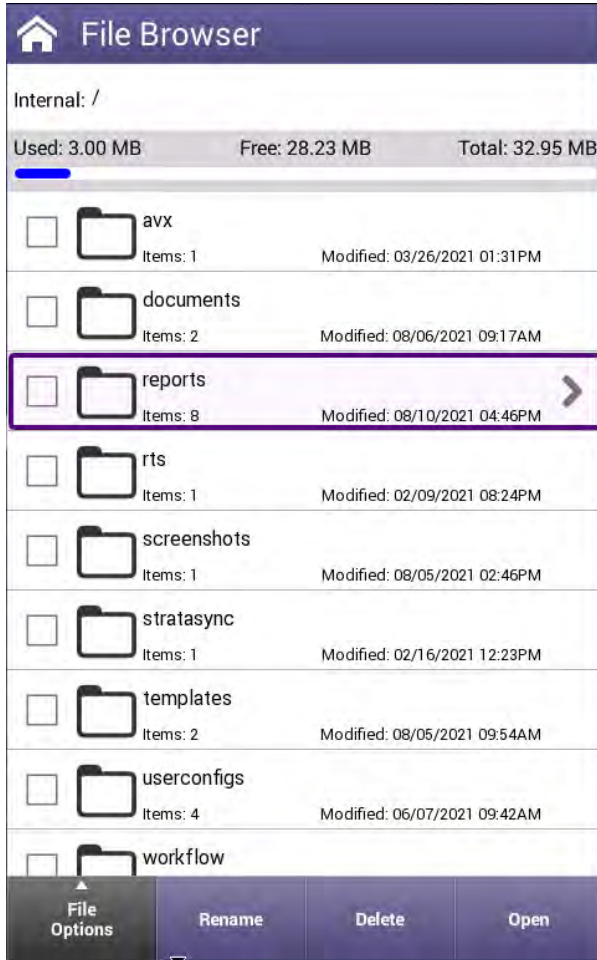 File Browser
Internal: /
Used: 3.00 MB Free: 28.23 MB Total: 32.95 MB
avx
Items: 1 Modified: 03/26/2021 01:31PM
documents
Items: 2 Modified: 08/06/2021 09:17AM
reports
Items: 8 Modified: 08/10/2021 04:46PM
rts
Items: 1 Modified: 02/09/2021 08:24PM
screenshots
Items: 1 Modified: 08/05/2021 02:46PM
stratasync
Items: 1 Modified: 02/16/2021 12:23PM
templates
Items: 2 Modified: 08/05/2021 09:54AM
userconfigs
Items: 4 Modified: 06/07/2021 09:42AM
workflow
File
Options
Rename
Delete
Open